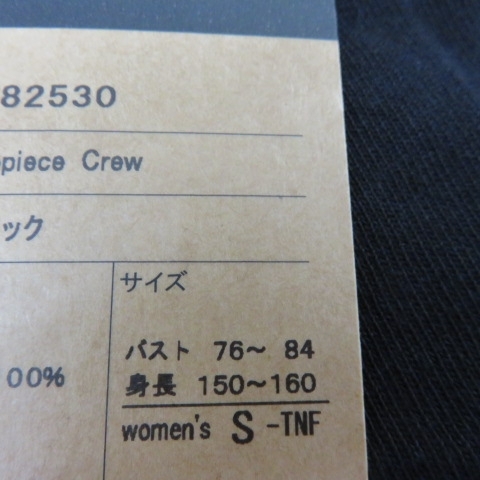 82530
piece Crew
ック
サイズ
バスト 76～ 84
00%
身長 150～160
women's S -TNF